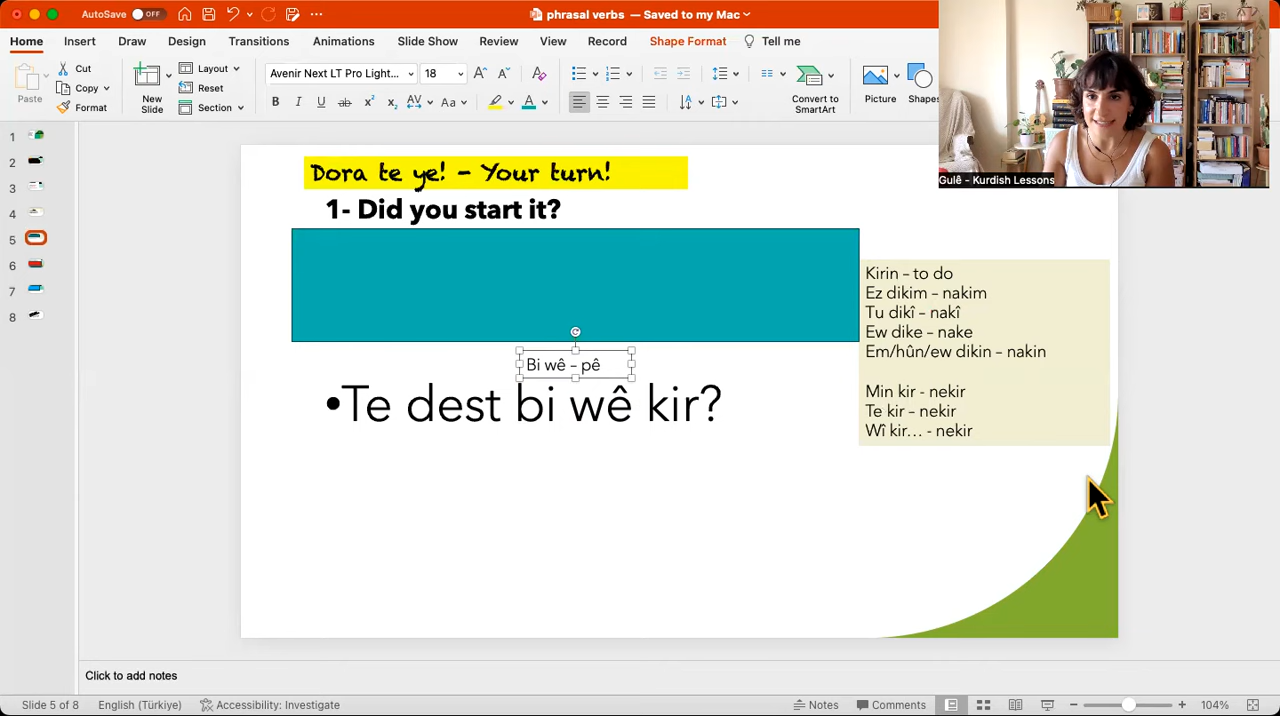 AutoSave OFF
phrasal verbs — Saved to my Mac
Home Insert Draw Design Transitions Animations Slide Show Review View Record Shape Format Tell me
Paste
Cut
Copy
Format
New Slide
Layout
Reset
Section
Avenir Next LT Pro Light... 18
Convert to SmartArt
Picture
Shapes
Gulê - Kurdish Lessons
1
2
3
4
5
6
7
8
Dora te ye! - Your turn!
1- Did you start it?
Bi wê – pê
•Te dest bi wê kir?
Kirin – to do
Ez dikim – nakim
Tu dikî – nakî
Ew dike – nake
Em/hûn/ew dikin – nakin
Min kir - nekir
Te kir – nekir
Wî kir… - nekir
Click to add notes
Slide 5 of 8 English (Türkiye) Accessibility: Investigate Notes Comments 104%